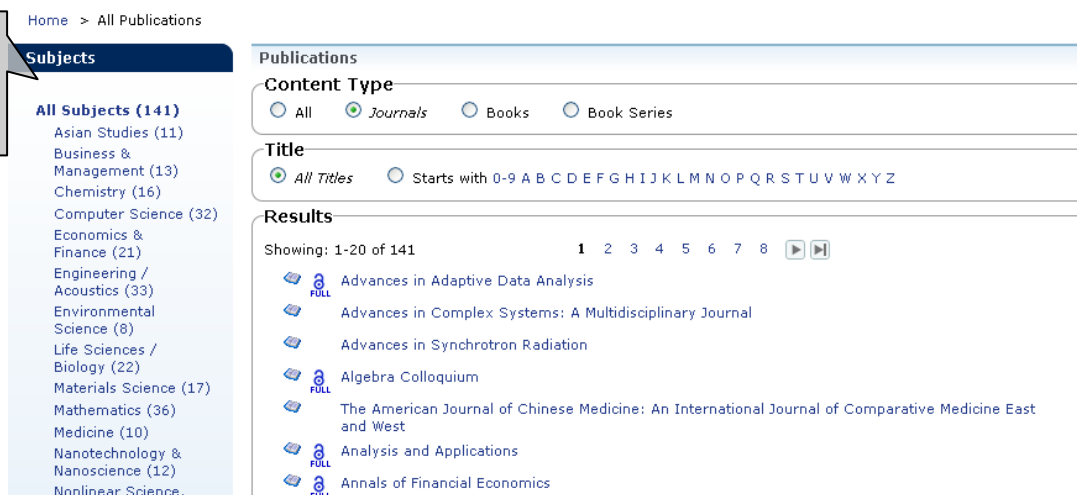 Home > All Publications
Subjects
All Subjects (141)
Asian Studies (11)
Business &
Management (13)
Chemistry (16)
Computer Science (32)
Economics &
Finance (21)
Engineering /
Acoustics (33)
Environmental
Science (8)
Life Sciences /
Biology (22)
Materials Science (17)
Mathematics (36)
Medicine (10)
Nanotechnology &
Nanoscience (12)
Nonlinear Science,
Publications
Content Type
All Journals Books Book Series
Title
All Titles Starts with 0-9 A B C D E F G H I J K L M N O P Q R S T U V W X Y Z
Results
Showing: 1-20 of 141 1 2 3 4 5 6 7 8
FULL Advances in Adaptive Data Analysis
Advances in Complex Systems: A Multidisciplinary Journal
Advances in Synchrotron Radiation
FULL Algebra Colloquium
The American Journal of Chinese Medicine: An International Journal of Comparative Medicine East
and West
FULL Analysis and Applications
FULL Annals of Financial Economics